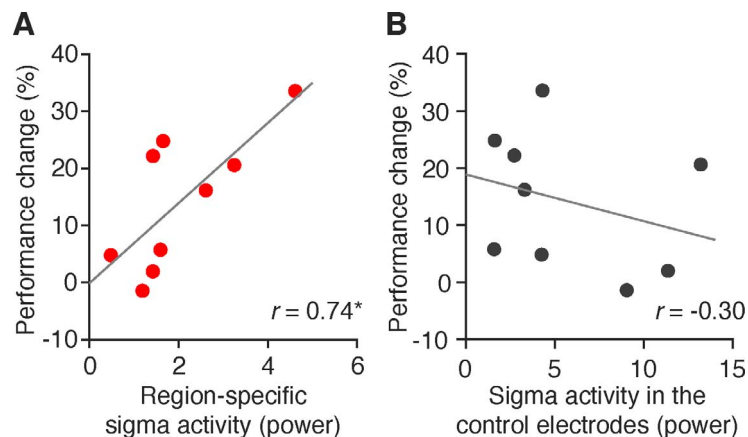 A
Performance change (%)
40
30
20
10
0
-10
0
2
4
6
r = 0.74*
Region-specific
sigma activity (power)
B
Performance change (%)
40
30
20
10
0
-10
0
5
10
15
r = -0.30
Sigma activity in the
control electrodes (power)